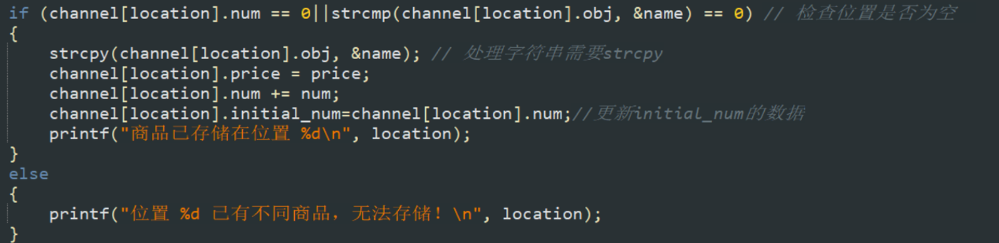 if (channel[location].num == 0||strcmp(channel[location].obj, &name) == 0) // 检查位置是否为空
{
    strcpy(channel[location].obj, &name); // 处理字符串需要strcpy
    channel[location].price = price;
    channel[location].num += num;
    channel[location].initial_num=channel[location].num;//更新initial_num的数据
    printf("商品已存储在位置 %d\n", location);
}
else
{
    printf("位置 %d 已有不同商品，无法存储！\n", location);
}